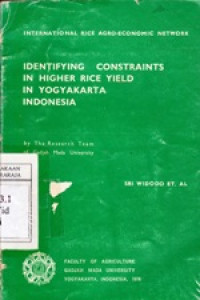 INTERNATIONAL RICE AGRO-ECONOMIC NETWORK
IDENTIFYING CONSTRAINTS
IN HIGHER RICE YIELD
IN YOGYAKARTA
INDONESIA
by The Research Team
of Gadjah Mada University
SRI WIDODO ET. AL
FACULTY OF AGRICULTURE
GADJAH MADA UNIVERSITY
YOGYAKARTA, INDONESIA,